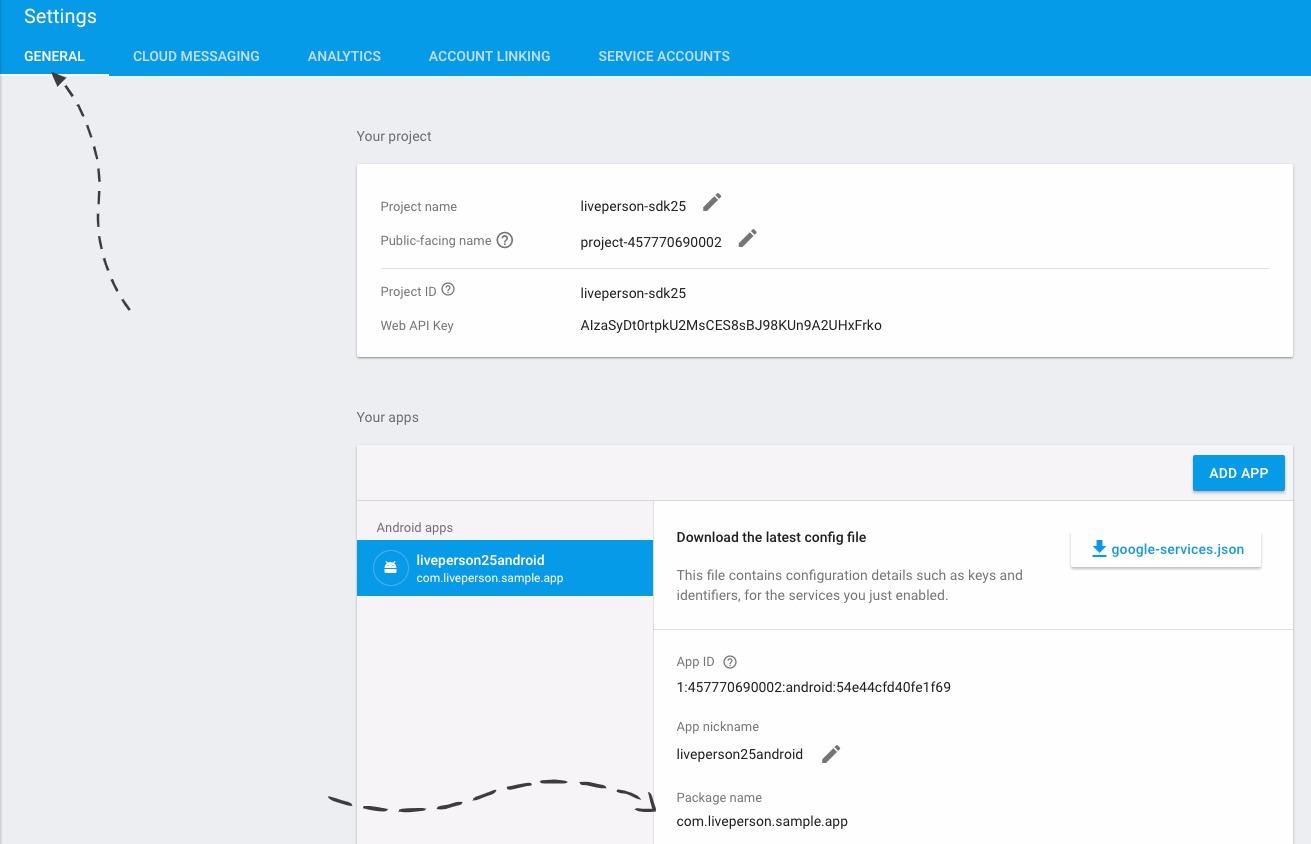 Settings
GENERAL CLOUD MESSAGING ANALYTICS ACCOUNT LINKING SERVICE ACCOUNTS
Your project
Project name liveperson-sdk25
Public-facing name project-457770690002
Project ID liveperson-sdk25
Web API Key AIzaSyDt0rtpkU2MsCES8sBJ98KUn9A2UHxFrko
Your apps
ADD APP
Android apps
liveperson25android
com.liveperson.sample.app
Download the latest config file
google-services.json
This file contains configuration details such as keys and
identifiers, for the services you just enabled.
App ID
1:457770690002:android:54e44cfd40fe1f69
App nickname
liveperson25android
Package name
com.liveperson.sample.app